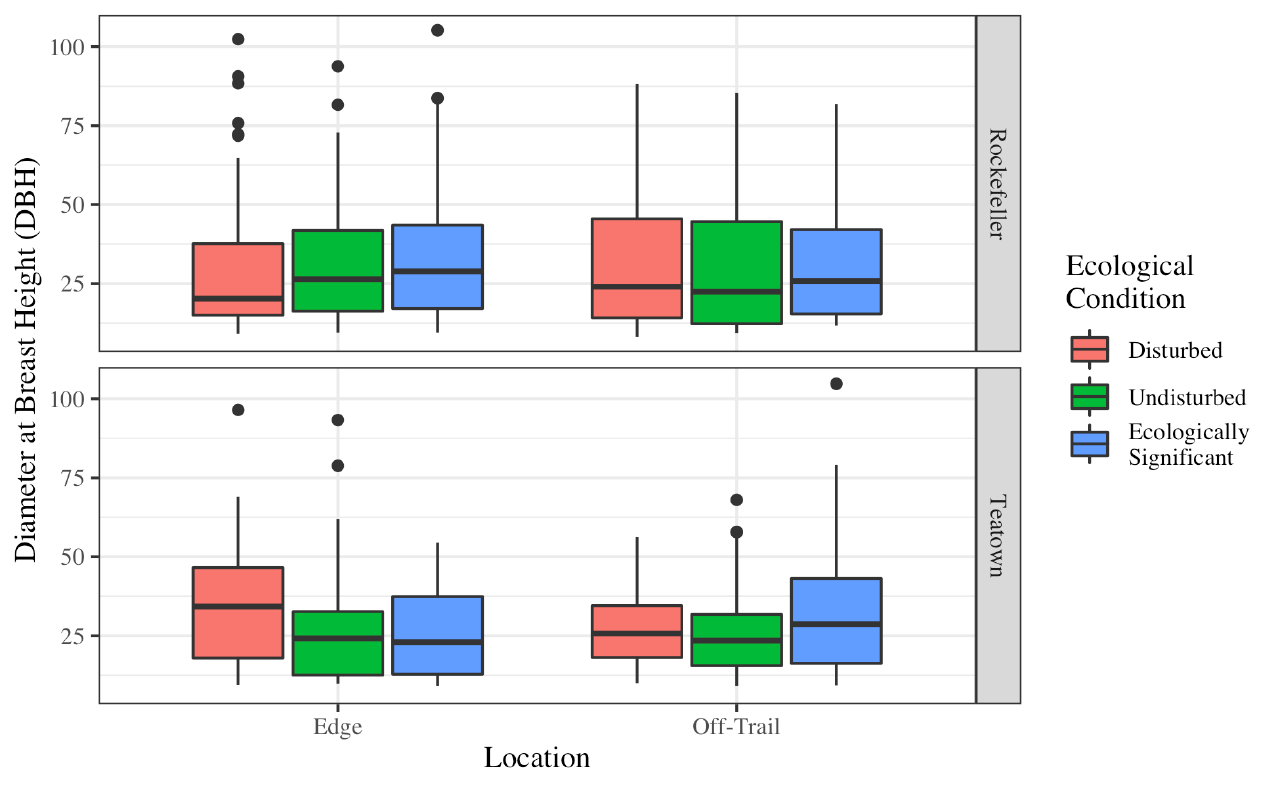 Diameter at Breast Height (DBH)
100
75
50
25
Rockefeller
100
75
50
25
Teatown
Edge
Off-Trail
Location
Ecological
Condition
Disturbed
Undisturbed
Ecologically
Significant